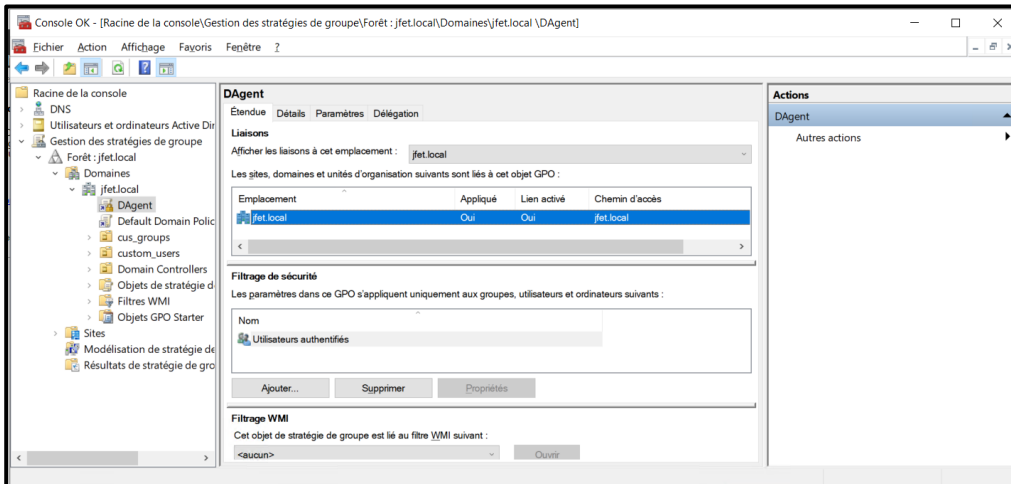 Console OK - [Racine de la console\Gestion des stratégies de groupe\Forêt : jfet.local\Domaines\jfet.local \DAgent]
Fichier Action Affichage Favoris Fenêtre ?
Racine de la console
DNS
Utilisateurs et ordinateurs Active Dir
Gestion des stratégies de groupe
Forêt : jfet.local
Domaines
jfet.local
DAgent
Default Domain Polic
cus_groups
custom_users
Domain Controllers
Objets de stratégie d
Filtres WMI
Objets GPO Starter
Sites
Modélisation de stratégie de
Résultats de stratégie de gro
DAgent
Étendue Détails Paramètres Délégation
Liaisons
Afficher les liaisons à cet emplacement : jfet.local
Les sites, domaines et unités d'organisation suivants sont liés à cet objet GPO :
Emplacement Appliqué Lien activé Chemin d'accès
jfet.local Oui Oui jfet.local
Filtrage de sécurité
Les paramètres dans ce GPO s'appliquent uniquement aux groupes, utilisateurs et ordinateurs suivants :
Nom
Utilisateurs authentifiés
Ajouter... Supprimer Propriétés
Filtrage WMI
Cet objet de stratégie de groupe est lié au filtre WMI suivant :
<aucun> Ouvrir
Actions
DAgent
Autres actions